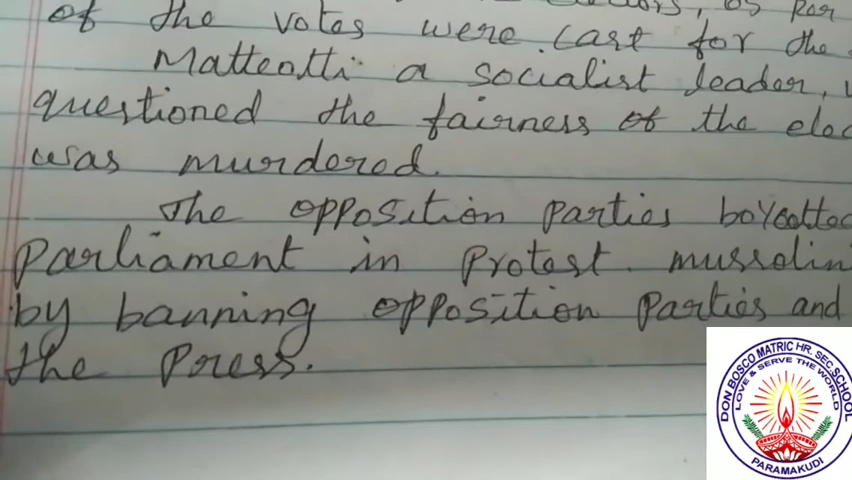 of the votes were cast for the
Matteotti a socialist leader,
questioned the fairness of the
was murdered.
The opposition parties
Parliament in protest.
by banning opposition parties and
the press.
DON BOSCO MATRIC HR. SEC. SCHOOL
LOVE & SERVE THE WORLD
PARAMAKUDI